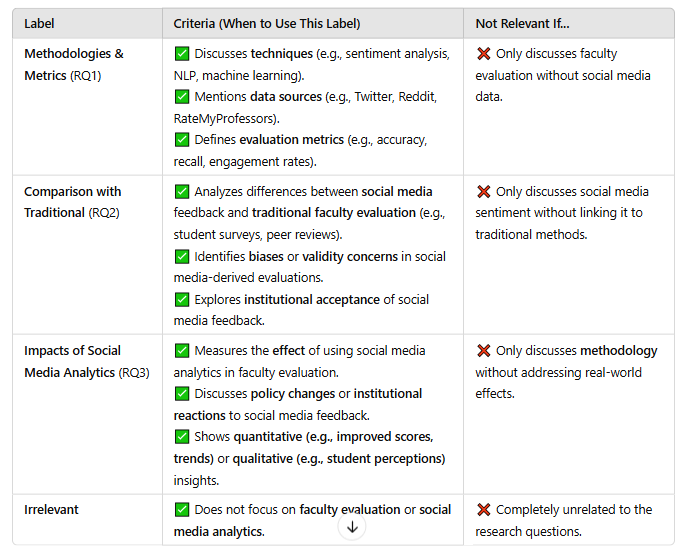 Label Criteria (When to Use This Label) Not Relevant If...
Methodologies &
Metrics (RQ1)
✅ Discusses techniques (e.g., sentiment analysis,
NLP, machine learning).
✅ Mentions data sources (e.g., Twitter, Reddit,
RateMyProfessors).
✅ Defines evaluation metrics (e.g., accuracy,
recall, engagement rates).
❌ Only discusses faculty
evaluation without social media
data.
Comparison with
Traditional (RQ2)
✅ Analyzes differences between social media
feedback and traditional faculty evaluation (e.g.,
student surveys, peer reviews).
✅ Identifies biases or validity concerns in social
media-derived evaluations.
✅ Explores institutional acceptance of social
media feedback.
❌ Only discusses social media
sentiment without linking it to
traditional methods.
Impacts of Social
Media Analytics (RQ3)
✅ Measures the effect of using social media
analytics in faculty evaluation.
✅ Discusses policy changes or institutional
reactions to social media feedback.
✅ Shows quantitative (e.g., improved scores,
trends) or qualitative (e.g., student perceptions)
insights.
❌ Only discusses methodology
without addressing real-world
effects.
Irrelevant
✅ Does not focus on faculty evaluation or social
media analytics.
❌ Completely unrelated to the
research questions.